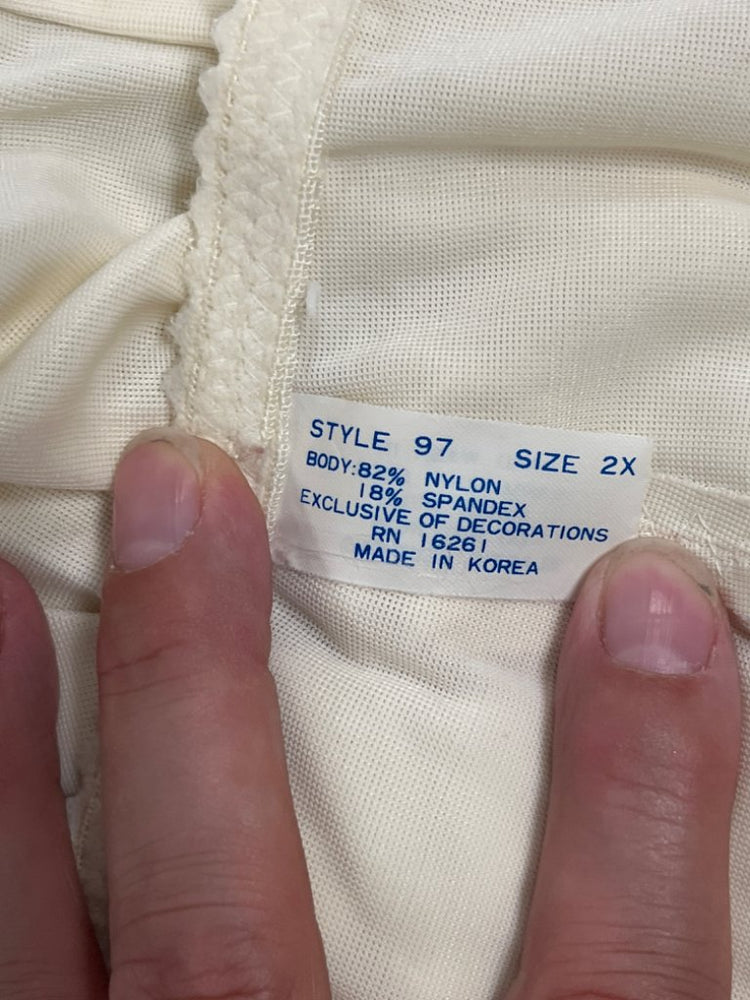 STYLE 97 SIZE 2X
BODY: 82% NYLON
18% SPANDEX
EXCLUSIVE OF DECORATIONS
RN 16261
MADE IN KOREA